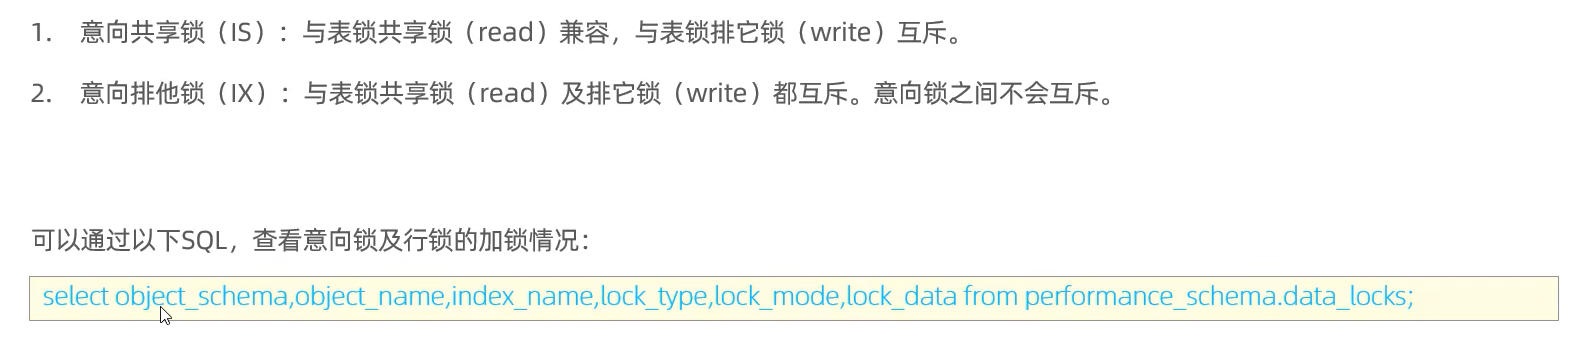 1. 意向共享锁（IS）：与表锁共享锁（read）兼容，与表锁排它锁（write）互斥。
2. 意向排他锁（IX）：与表锁共享锁（read）及排它锁（write）都互斥。意向锁之间不会互斥。
可以通过以下SQL，查看意向锁及行锁的加锁情况：
select object_schema,object_name,index_name,lock_type,lock_mode,lock_data from performance_schema.data_locks;